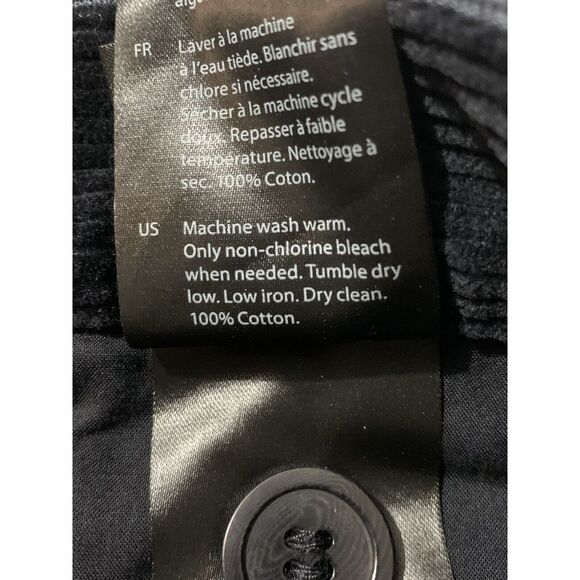 FR Laver à la machine
à l'eau tiède. Blanchir sans
chlore si nécessaire.
Sécher à la machine cycle
doux. Repasser à faible
température. Nettoyage à
sec. 100% Coton.
US Machine wash warm.
Only non-chlorine bleach
when needed. Tumble dry
low. Low iron. Dry clean.
100% Cotton.